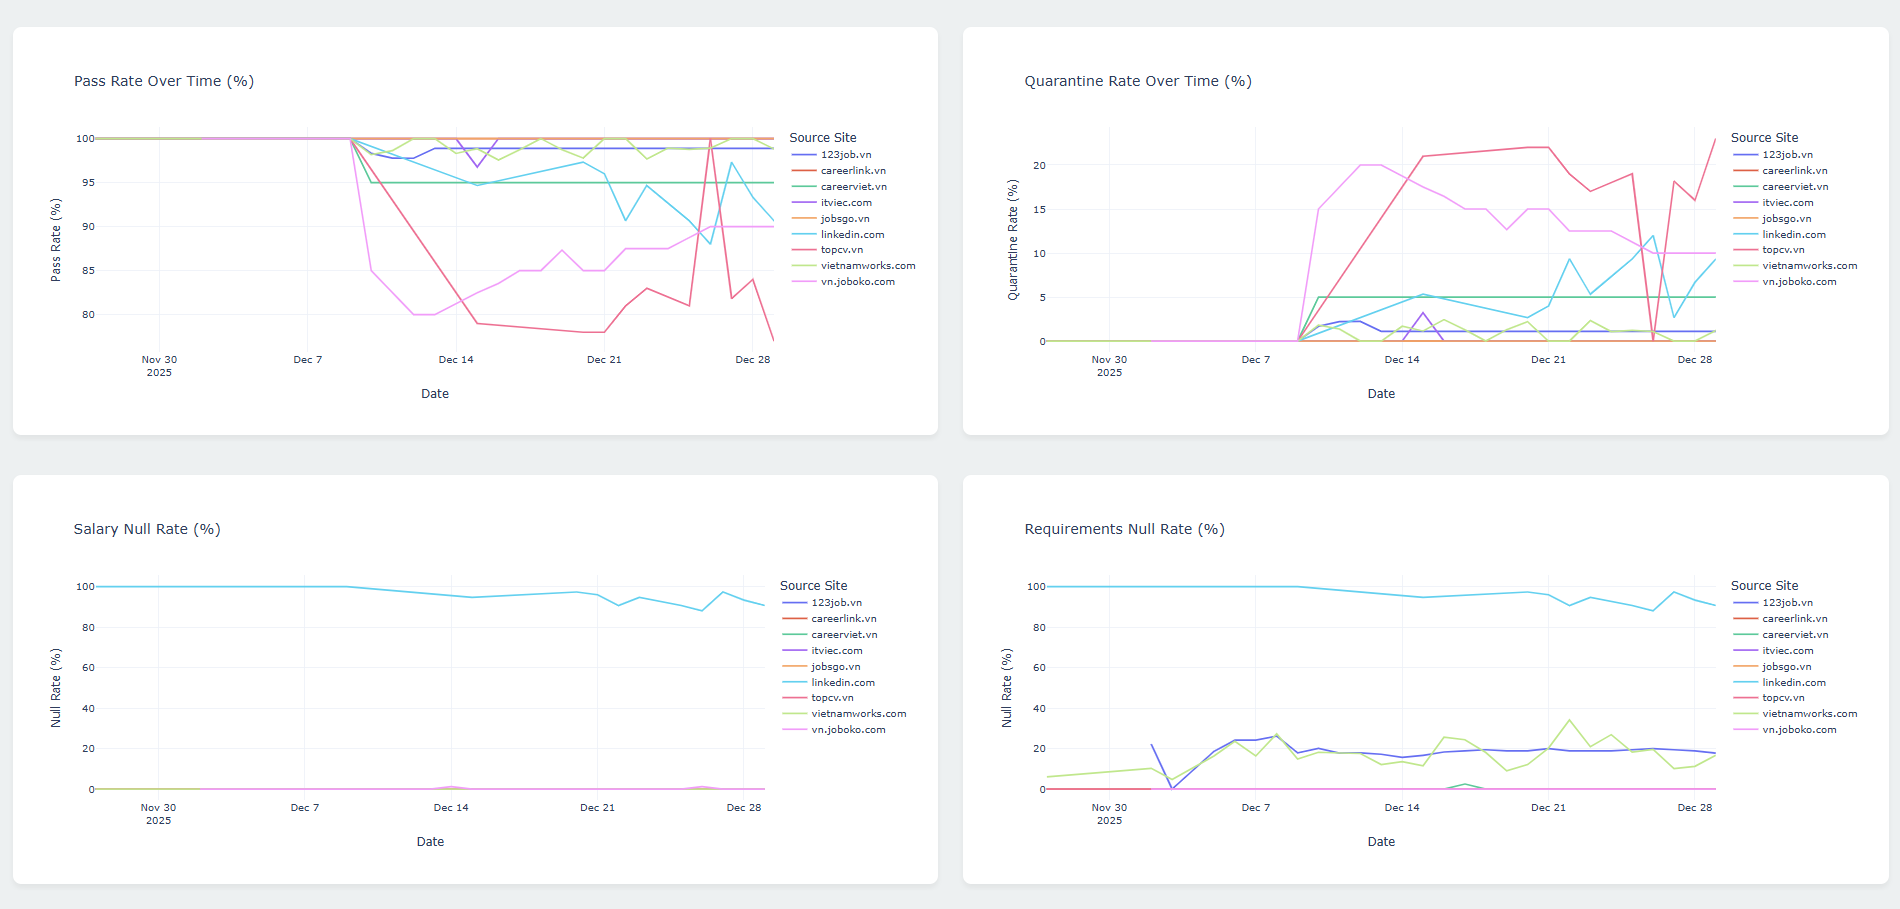 Pass Rate Over Time (%)
Pass Rate (%)
100
95
90
85
80
Nov 30
2025
Dec 7
Dec 14
Dec 21
Dec 28
Date
Source Site
123job.vn
careerlink.vn
careerviet.vn
itviec.com
jobsgo.vn
linkedin.com
topcv.vn
vietnamworks.com
vn.joboko.com
Quarantine Rate Over Time (%)
Quarantine Rate (%)
20
15
10
5
0
Nov 30
2025
Dec 7
Dec 14
Dec 21
Dec 28
Date
Source Site
123job.vn
careerlink.vn
careerviet.vn
itviec.com
jobsgo.vn
linkedin.com
topcv.vn
vietnamworks.com
vn.joboko.com
Salary Null Rate (%)
Null Rate (%)
100
80
60
40
20
0
Nov 30
2025
Dec 7
Dec 14
Dec 21
Dec 28
Date
Source Site
123job.vn
careerlink.vn
careerviet.vn
itviec.com
jobsgo.vn
linkedin.com
topcv.vn
vietnamworks.com
vn.joboko.com
Requirements Null Rate (%)
Null Rate (%)
100
80
60
40
20
0
Nov 30
2025
Dec 7
Dec 14
Dec 21
Dec 28
Date
Source Site
123job.vn
careerlink.vn
careerviet.vn
itviec.com
jobsgo.vn
linkedin.com
topcv.vn
vietnamworks.com
vn.joboko.com